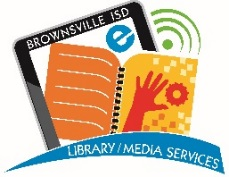 BROWNSVILLE ISD
e
LIBRARY / MEDIA SERVICES